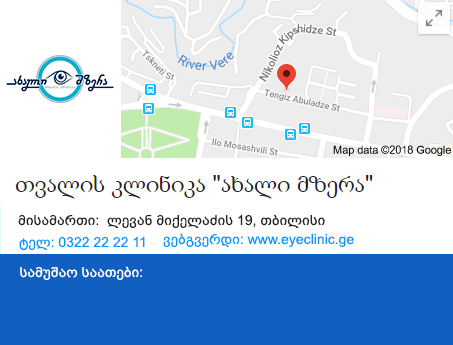 ახალი მზერა
River Vere
Tskneti St
Nikolioz Kipshidze St
Tengiz Abuladze St
Ilo Mosashvili St
Map data ©2018 Google
თვალის კლინიკა "ახალი მზერა"
მისამართი: ლევან მიქელაძის 19, თბილისი
ტელ: 0322 22 22 11 ვებგვერდი: www.eyeclinic.ge
სამუშაო საათები: